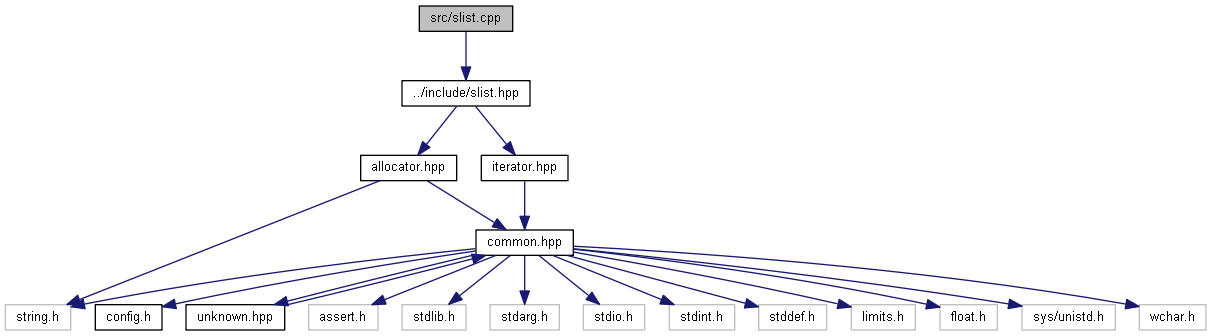 src/slist.cpp
../include/slist.hpp
allocator.hpp
iterator.hpp
common.hpp
string.h
config.h
unknown.hpp
assert.h
stdlib.h
stdarg.h
stdio.h
stdint.h
stddef.h
limits.h
float.h
sys/unistd.h
wchar.h